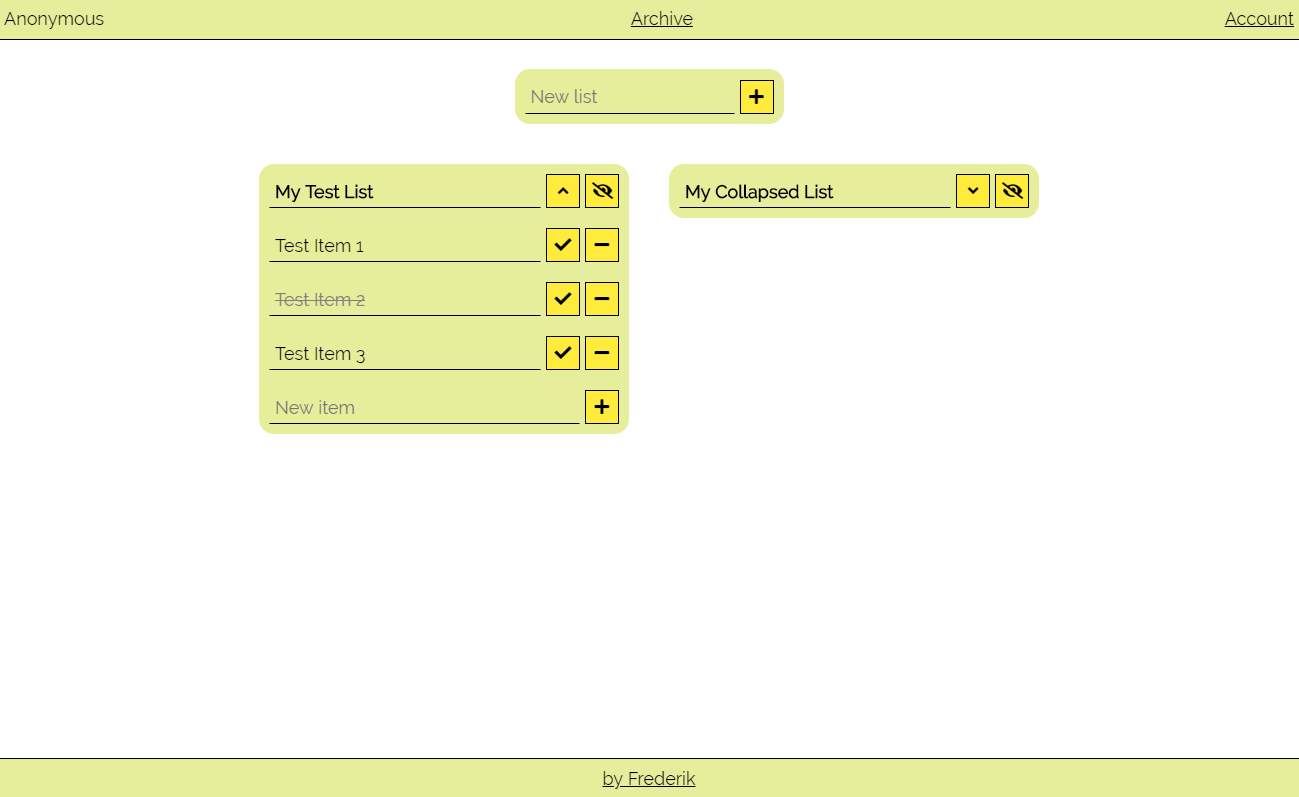 Anonymous Archive Account
New list
My Test List
Test Item 1
Test Item 2
Test Item 3
New item
My Collapsed List
by Frederik